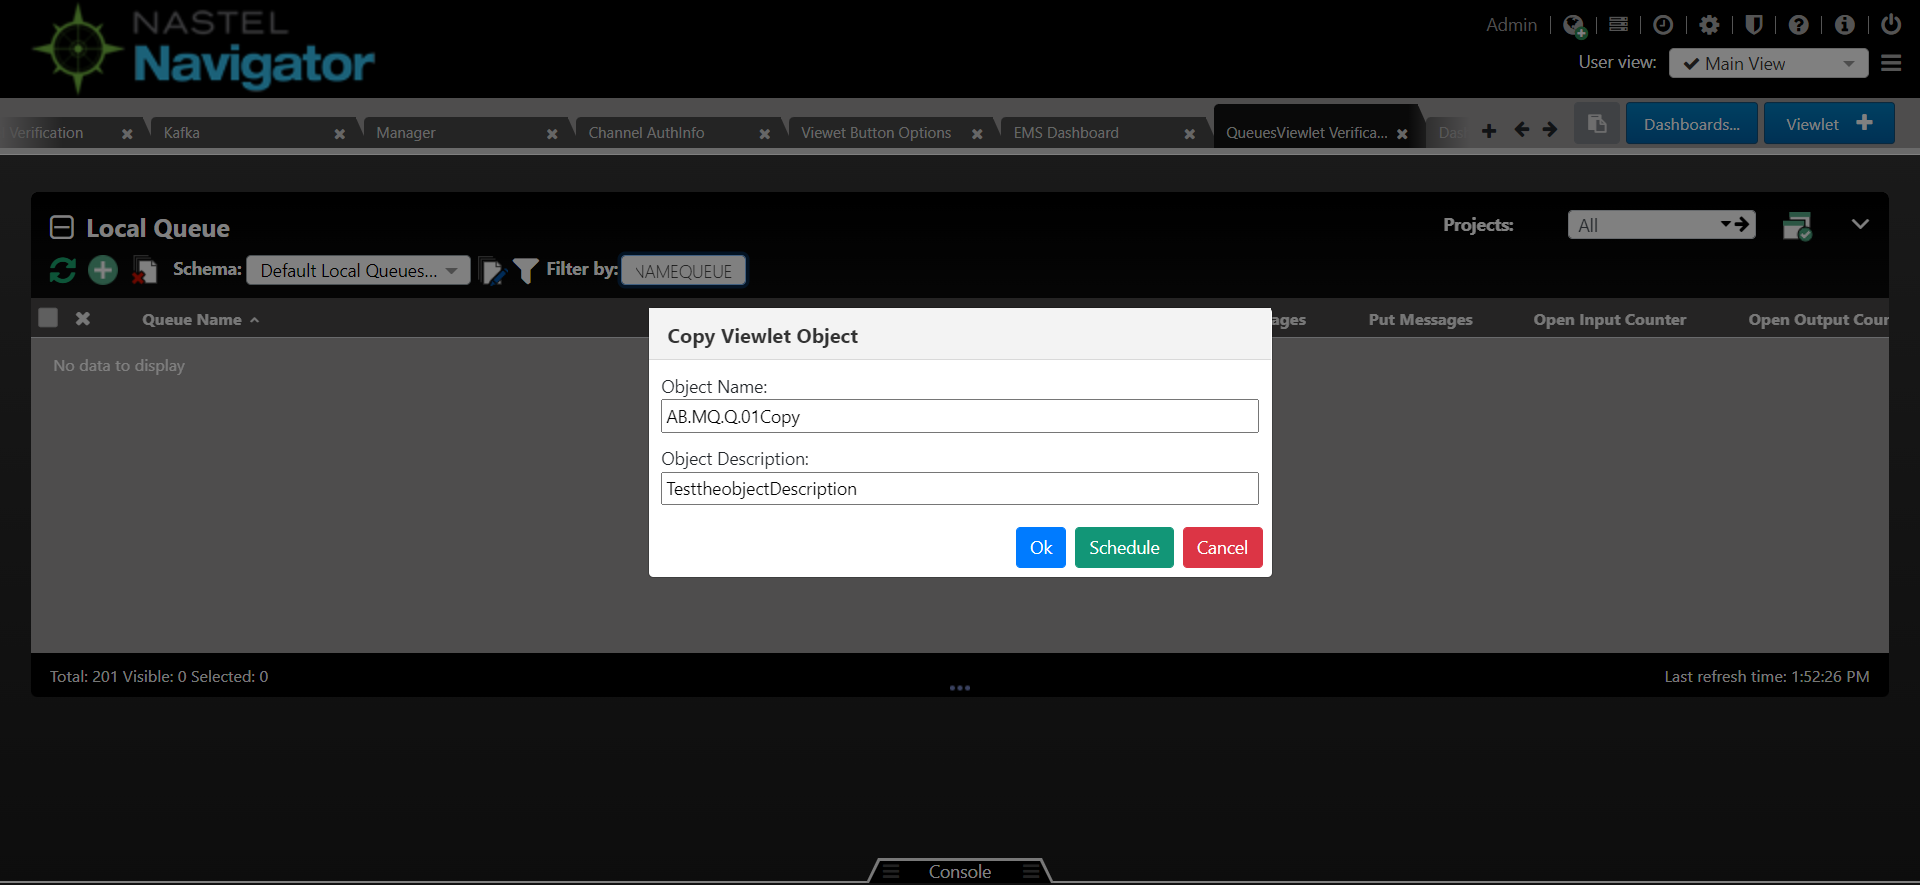 NASTEL
Navigator
Admin
User view: Main View
Verification
Kafka
Manager
Channel AuthInfo
Viewet Button Options
EMS Dashboard
QueuesViewlet Verifica...
Das
Dashboards...
Viewlet
Local Queue
Projects: All
Schema: Default Local Queues... Filter by: NAMEQUEUE
Queue Name ages Put Messages Open Input Counter Open Output Cour
No data to display
Copy Viewlet Object
Object Name:
AB.MQ.Q.01Copy
Object Description:
TesttheobjectDescription
Ok Schedule Cancel
Total: 201 Visible: 0 Selected: 0
Last refresh time: 1:52:26 PM
Console